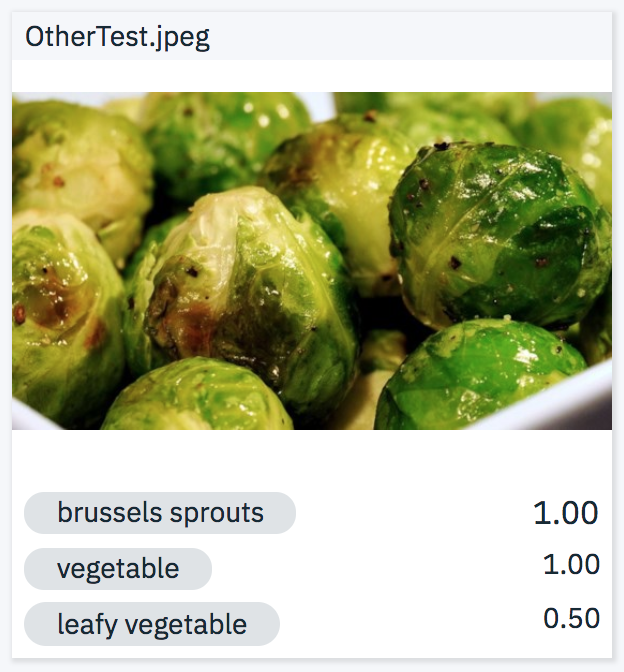 OtherTest.jpeg
brussels sprouts 1.00
vegetable 1.00
leafy vegetable 0.50